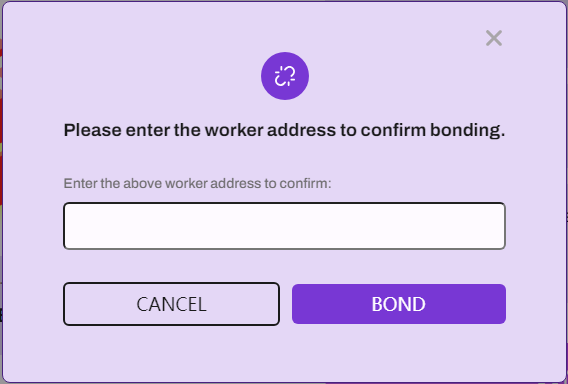 Please enter the worker address to confirm bonding.
Enter the above worker address to confirm:
CANCEL
BOND